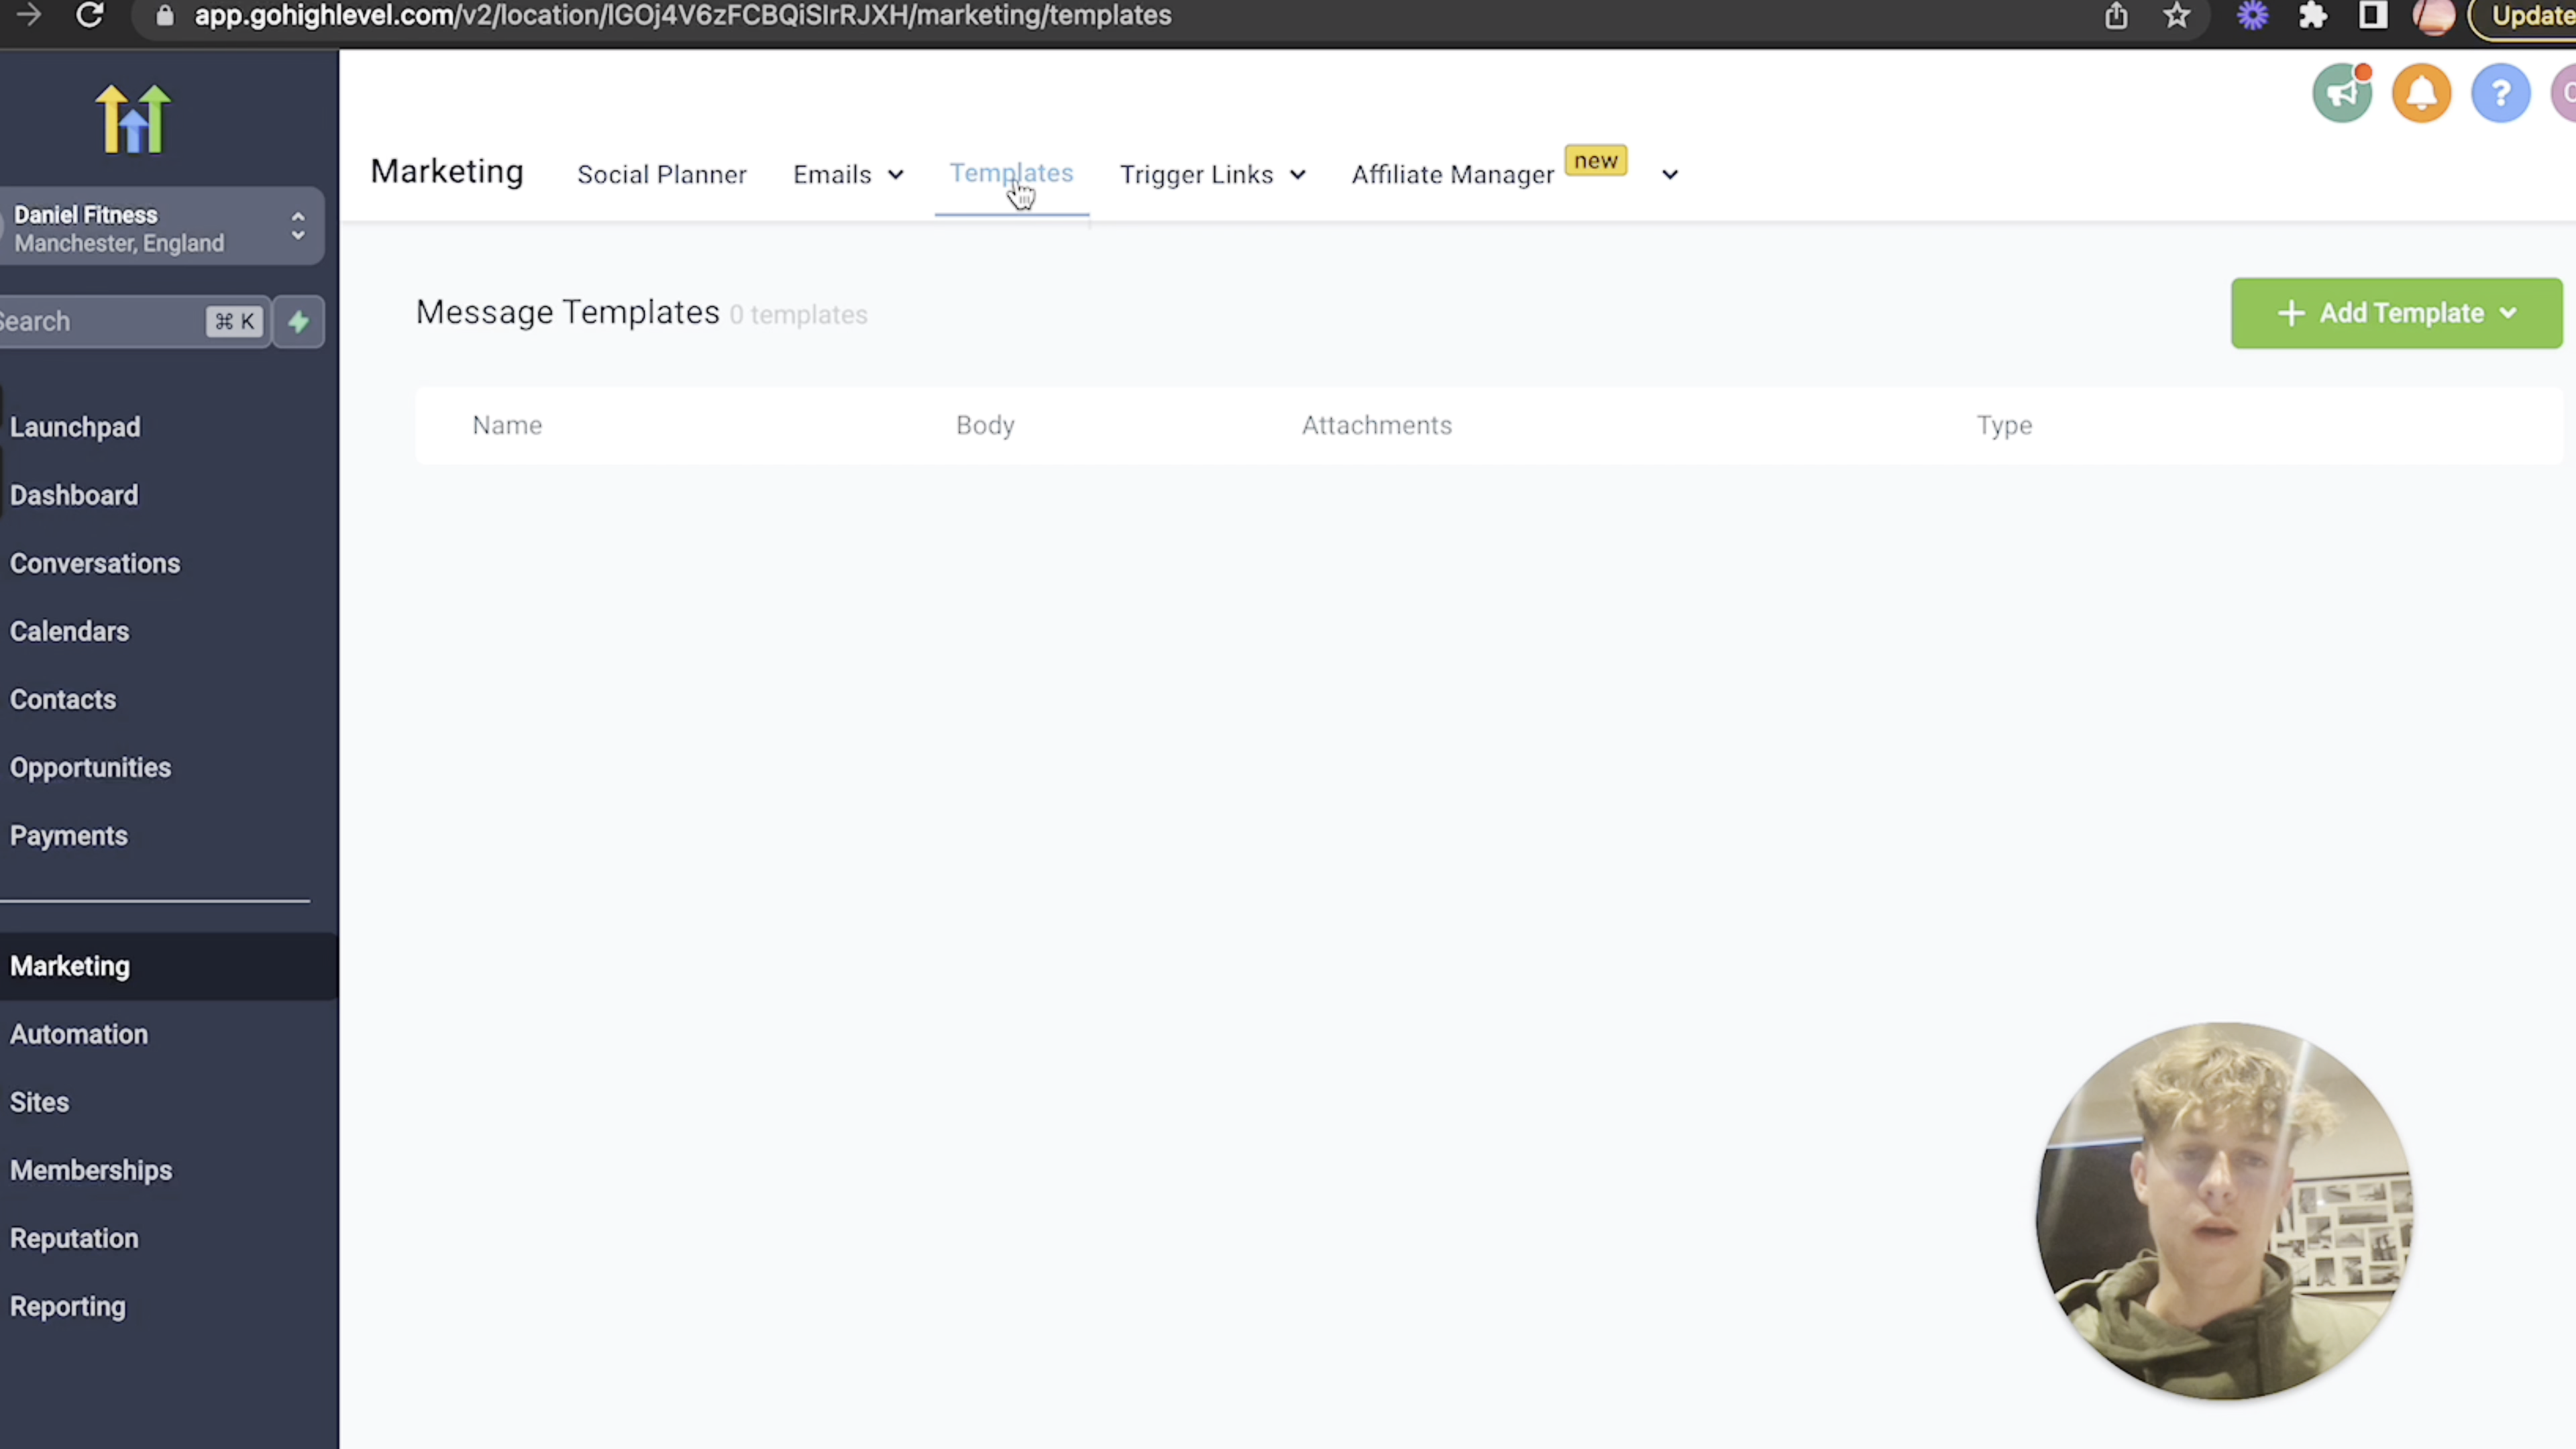 app.gohighlevel.com/v2/location/lGOj4V6zFCBQiSIrRJXH/marketing/templates
Update
Daniel Fitness
Manchester, England
Search
⌘ K
Launchpad
Dashboard
Conversations
Calendars
Contacts
Opportunities
Payments
Marketing
Automation
Sites
Memberships
Reputation
Reporting
Marketing Social Planner Emails Templates Trigger Links Affiliate Manager new
Message Templates 0 templates
+ Add Template
Name Body Attachments Type